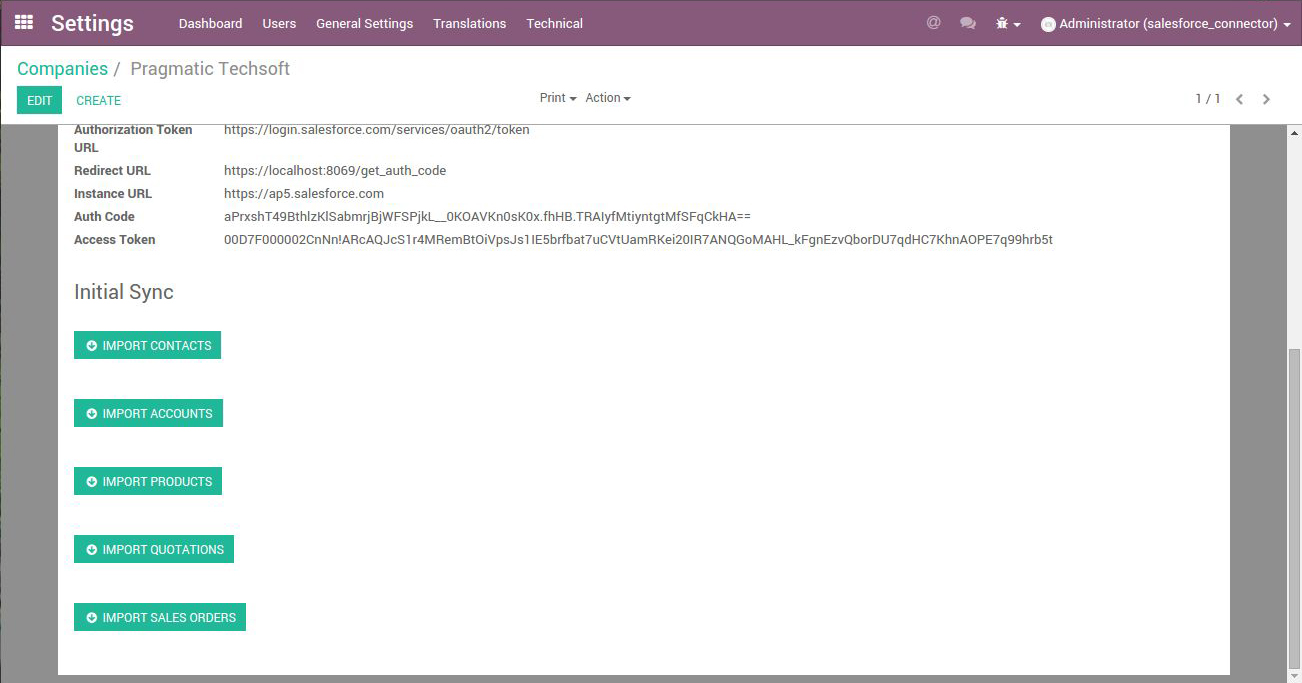 Settings Dashboard Users General Settings Translations Technical @ Administrator (salesforce_connector)
Companies / Pragmatic Techsoft
EDIT CREATE Print Action 1 / 1
Authorization Token https://login.salesforce.com/services/oauth2/token
URL
Redirect URL https://localhost:8069/get_auth_code
Instance URL https://ap5.salesforce.com
Auth Code aPrxshT49BthlzKlSabmrjBjWFSPjkL__0KOAVKn0sK0x.fhHB.TRAIyfMtiyntgtMfSFqCkHA==
Access Token 00D7F000002CnNn!ARcAQJcS1r4MRemBtOiVpsJs1IE5brfbat7uCVtUamRKei20IR7ANQGoMAHL_kFgnEzvQborDU7qdHC7KhnAOPE7q99hrb5t
Initial Sync
IMPORT CONTACTS
IMPORT ACCOUNTS
IMPORT PRODUCTS
IMPORT QUOTATIONS
IMPORT SALES ORDERS